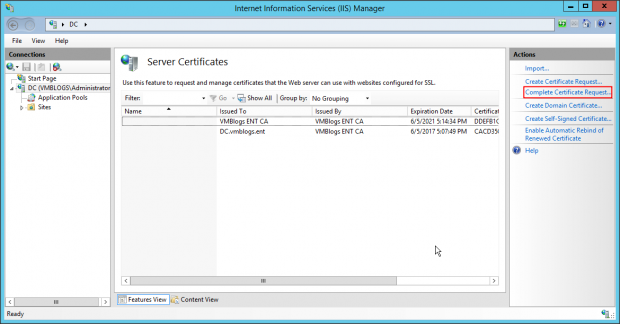 Internet Information Services (IIS) Manager
DC
File View Help
Connections
Start Page
DC (VMBLOGS\Administrator
Application Pools
Sites
Server Certificates
Use this feature to request and manage certificates that the Web server can use with websites configured for SSL.
Filter: Go Show All Group by: No Grouping
Name Issued To Issued By Expiration Date Certificat
VMBlogs ENT CA VMBlogs ENT CA 6/5/2021 5:14:34 PM DDEFB1C
DC.vmblogs.ent VMBlogs ENT CA 6/5/2017 5:07:49 PM CACD35
Features View Content View
Actions
Import...
Create Certificate Request...
Complete Certificate Request...
Create Domain Certificate...
Create Self-Signed Certificate...
Enable Automatic Rebind of
Renewed Certificate
Help
Ready